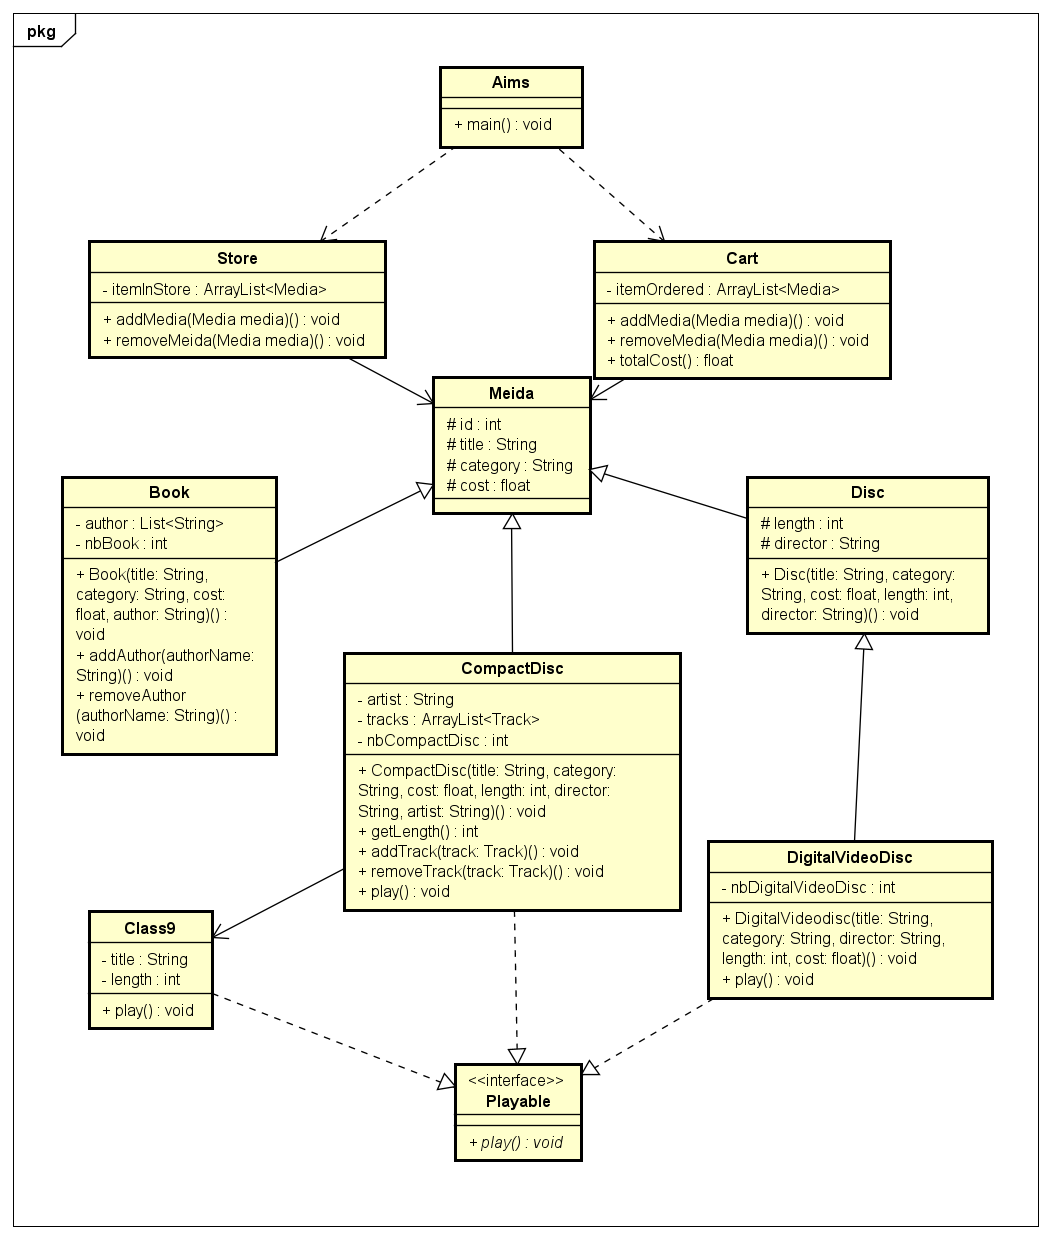 pkg
Aims
+ main() : void
Store
- itemInStore : ArrayList<Media>
+ addMedia(Media media)() : void
+ removeMeida(Media media)() : void
Cart
- itemOrdered : ArrayList<Media>
+ addMedia(Media media)() : void
+ removeMedia(Media media)() : void
+ totalCost() : float
Meida
# id : int
# title : String
# category : String
# cost : float
Book
- author : List<String>
- nbBook : int
+ Book(title: String,
category: String, cost:
float, author: String)() :
void
+ addAuthor(authorName:
String)() : void
+ removeAuthor
(authorName: String)() :
void
Disc
# length : int
# director : String
+ Disc(title: String, category:
String, cost: float, length: int,
director: String)() : void
CompactDisc
- artist : String
- tracks : ArrayList<Track>
- nbCompactDisc : int
+ CompactDisc(title: String, category:
String, cost: float, length: int, director:
String, artist: String)() : void
+ getLength() : int
+ addTrack(track: Track)() : void
+ removeTrack(track: Track)() : void
+ play() : void
DigitalVideoDisc
- nbDigitalVideoDisc : int
+ DigitalVideodisc(title: String,
category: String, director: String,
length: int, cost: float)() : void
+ play() : void
Class9
- title : String
- length : int
+ play() : void
<<interface>>
Playable
+ play() : void